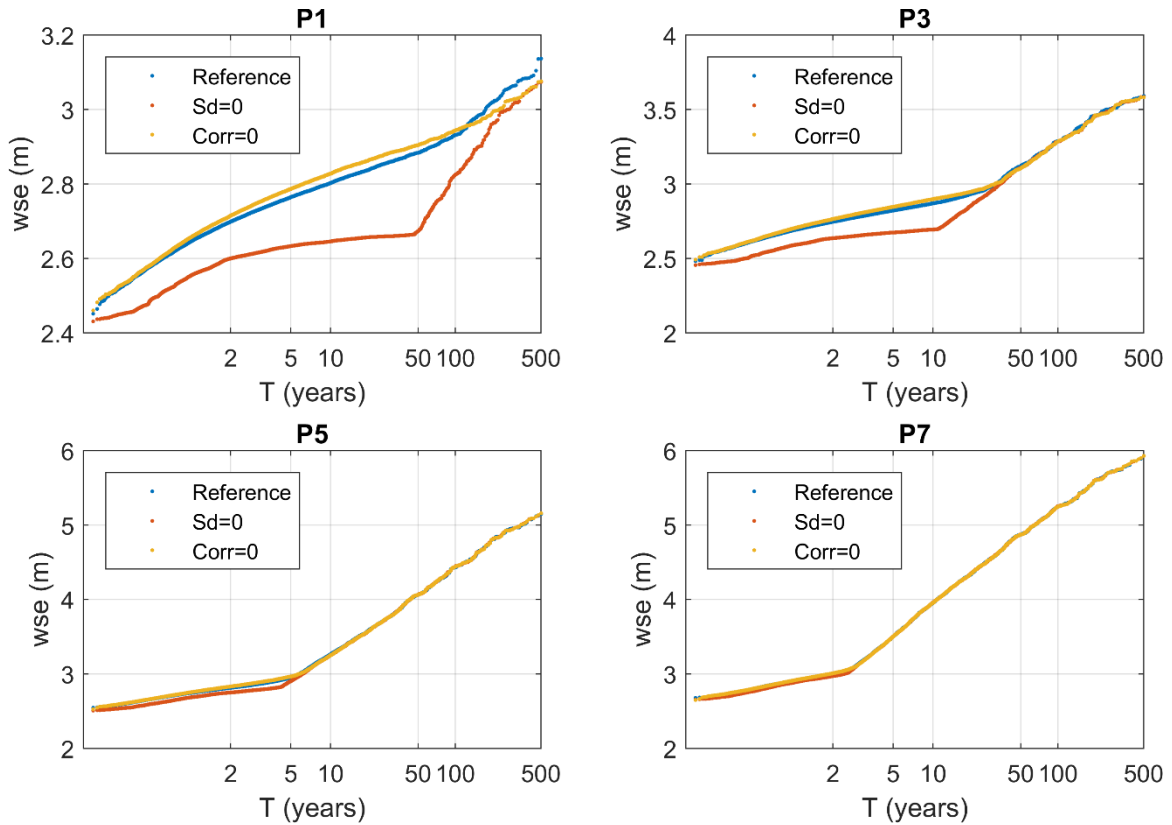 P1
3.2
3
2.8
2.6
2.4
wse (m)
Reference
Sd=0
Corr=0
2 5 10 50 100 500
T (years)
P3
4
3.5
3
2.5
2
wse (m)
Reference
Sd=0
Corr=0
2 5 10 50 100 500
T (years)
P5
6
5
4
3
2
wse (m)
Reference
Sd=0
Corr=0
2 5 10 50 100 500
T (years)
P7
6
5
4
3
2
wse (m)
Reference
Sd=0
Corr=0
2 5 10 50 100 500
T (years)